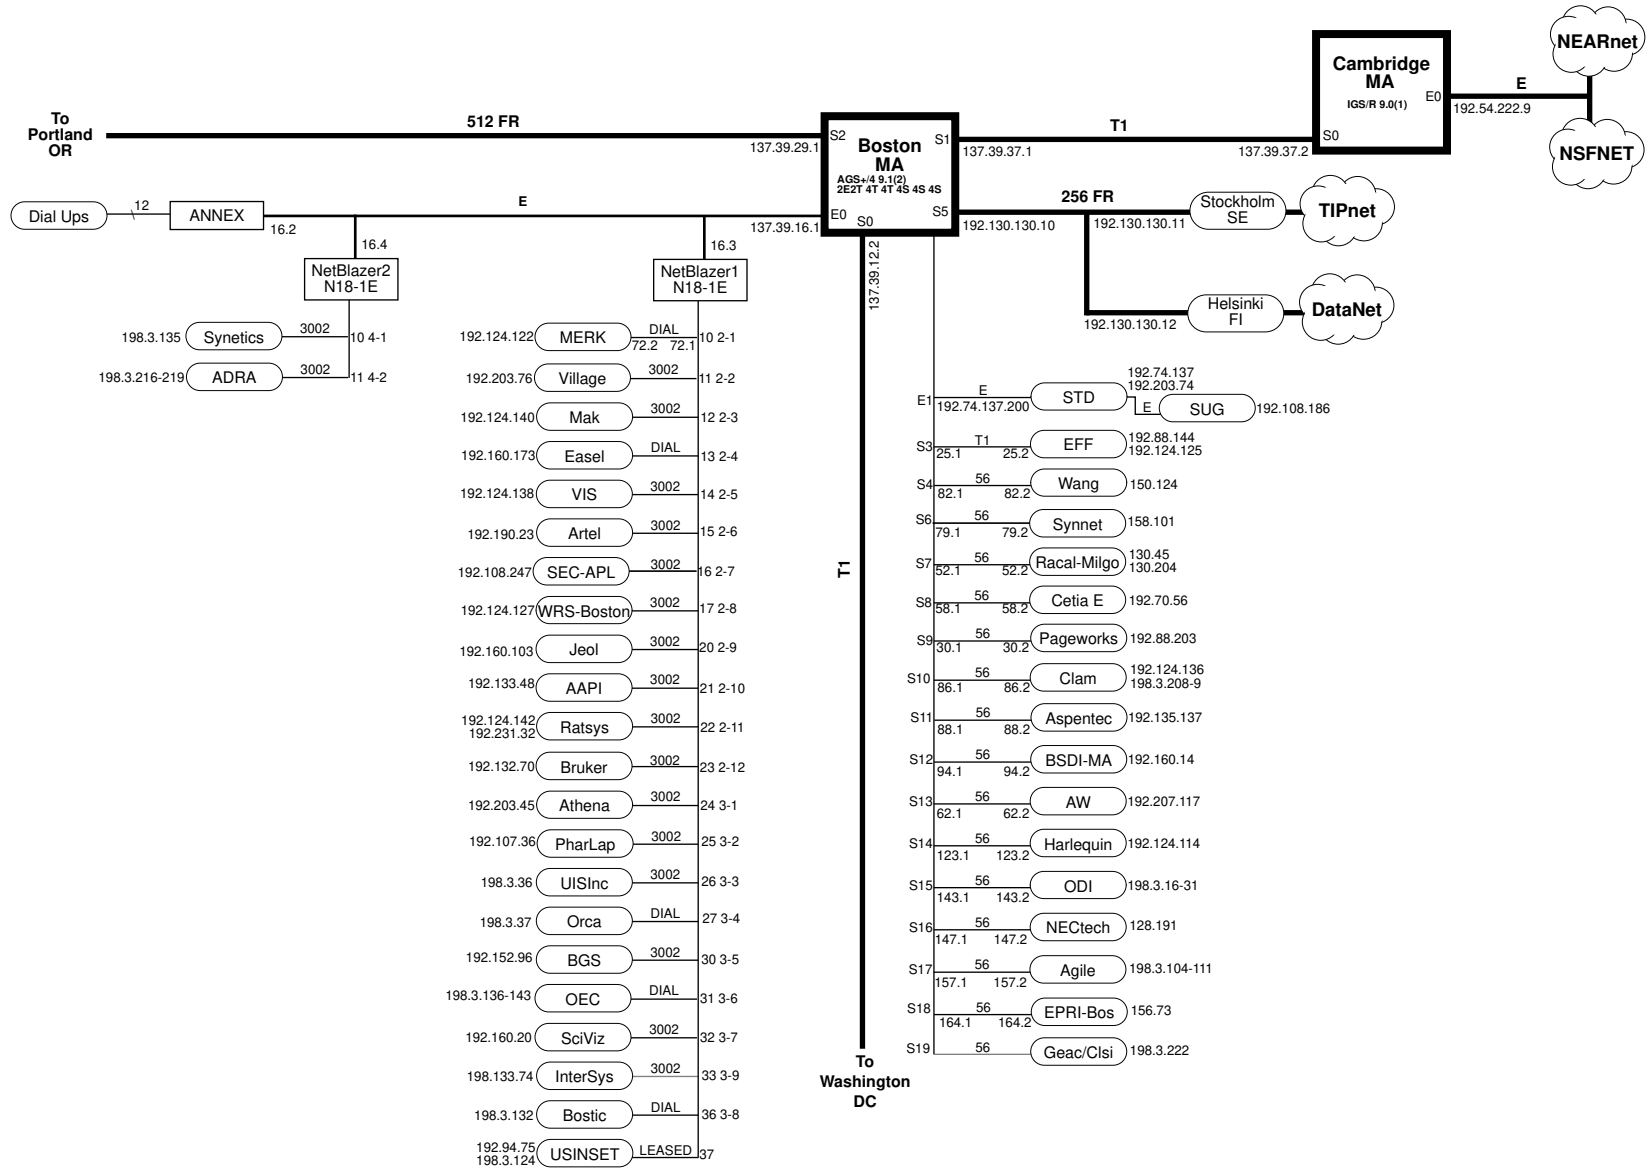 NEARnet
Cambridge
MA
IGS/R 9.0(1)
E0
S0
E
192.54.222.9
NSFNET
To
Portland
OR
512 FR
137.39.29.1
S2
Boston
MA
AGS+/4 9.1(2)
2E2T 4T 4T 4S 4S 4S
S1
E0
S0
S5
T1
137.39.37.1
137.39.37.2
Dial Ups
12
ANNEX
16.2
E
137.39.16.1
137.39.12.2
256 FR
192.130.130.10
192.130.130.11
Stockholm
SE
TIPnet
192.130.130.12
Helsinki
FI
DataNet
16.4
NetBlazer2
N18-1E
198.3.135
Synetics
3002
10 4-1
198.3.216-219
ADRA
3002
11 4-2
16.3
NetBlazer1
N18-1E
192.124.122
MERK
DIAL
72.2
72.1
10 2-1
192.203.76
Village
3002
11 2-2
192.124.140
Mak
3002
12 2-3
192.160.173
Easel
DIAL
13 2-4
192.124.138
VIS
3002
14 2-5
192.190.23
Artel
3002
15 2-6
192.108.247
SEC-APL
3002
16 2-7
192.124.127
WRS-Boston
3002
17 2-8
192.160.103
Jeol
3002
20 2-9
192.133.48
AAPI
3002
21 2-10
192.124.142
192.231.32
Ratsys
3002
22 2-11
192.132.70
Bruker
3002
23 2-12
192.203.45
Athena
3002
24 3-1
192.107.36
PharLap
3002
25 3-2
198.3.36
UISInc
3002
26 3-3
198.3.37
Orca
DIAL
27 3-4
192.152.96
BGS
3002
30 3-5
198.3.136-143
OEC
DIAL
31 3-6
192.160.20
SciViz
3002
32 3-7
198.133.74
InterSys
3002
33 3-9
198.3.132
Bostic
DIAL
36 3-8
192.94.75
198.3.124
USINSET
LEASED
37
T1
To
Washington
DC
E1
E
192.74.137.200
STD
192.74.137
192.203.74
E
SUG
192.108.186
S3
T1
25.1
25.2
EFF
192.88.144
192.124.125
S4
56
82.1
82.2
Wang
150.124
S6
56
79.1
79.2
Synnet
158.101
S7
56
52.1
52.2
Racal-Milgo
130.45
130.204
S8
56
58.1
58.2
Cetia E
192.70.56
S9
56
30.1
30.2
Pageworks
192.88.203
S10
56
86.1
86.2
Clam
192.124.136
198.3.208-9
S11
56
88.1
88.2
Aspentec
192.135.137
S12
56
94.1
94.2
BSDI-MA
192.160.14
S13
56
62.1
62.2
AW
192.207.117
S14
56
123.1
123.2
Harlequin
192.124.114
S15
56
143.1
143.2
ODI
198.3.16-31
S16
56
147.1
147.2
NECtech
128.191
S17
56
157.1
157.2
Agile
198.3.104-111
S18
56
164.1
164.2
EPRI-Bos
156.73
S19
56
Geac/Clsi
198.3.222